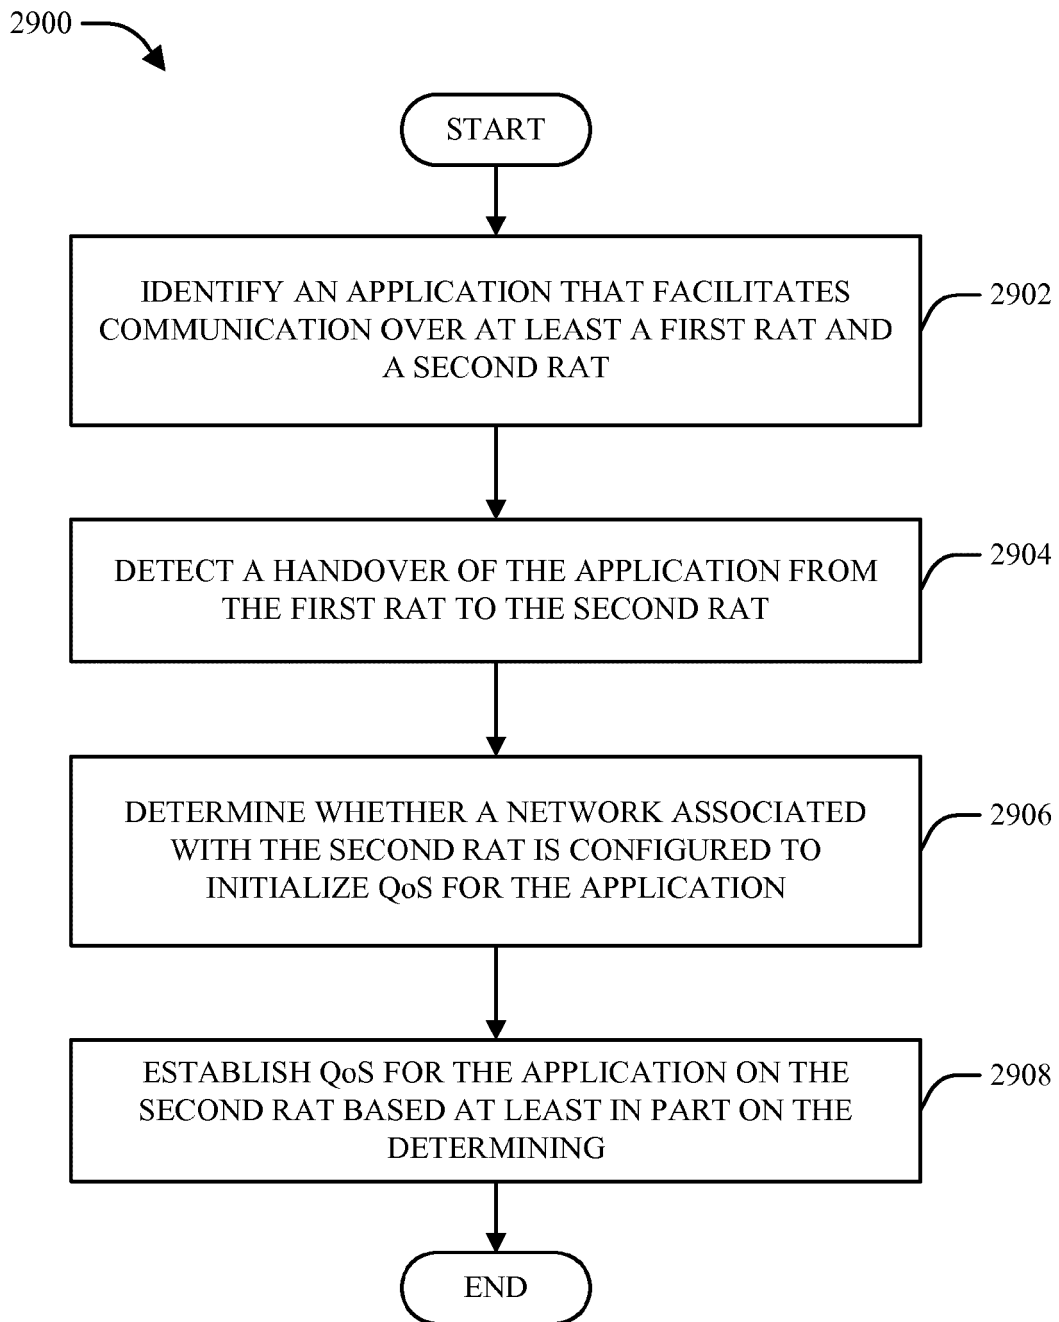 2900
START
IDENTIFY AN APPLICATION THAT FACILITATES
COMMUNICATION OVER AT LEAST A FIRST RAT AND
A SECOND RAT
2902
DETECT A HANDOVER OF THE APPLICATION FROM
THE FIRST RAT TO THE SECOND RAT
2904
DETERMINE WHETHER A NETWORK ASSOCIATED
WITH THE SECOND RAT IS CONFIGURED TO
INITIALIZE QoS FOR THE APPLICATION
2906
ESTABLISH QoS FOR THE APPLICATION ON THE
SECOND RAT BASED AT LEAST IN PART ON THE
DETERMINING
2908
END